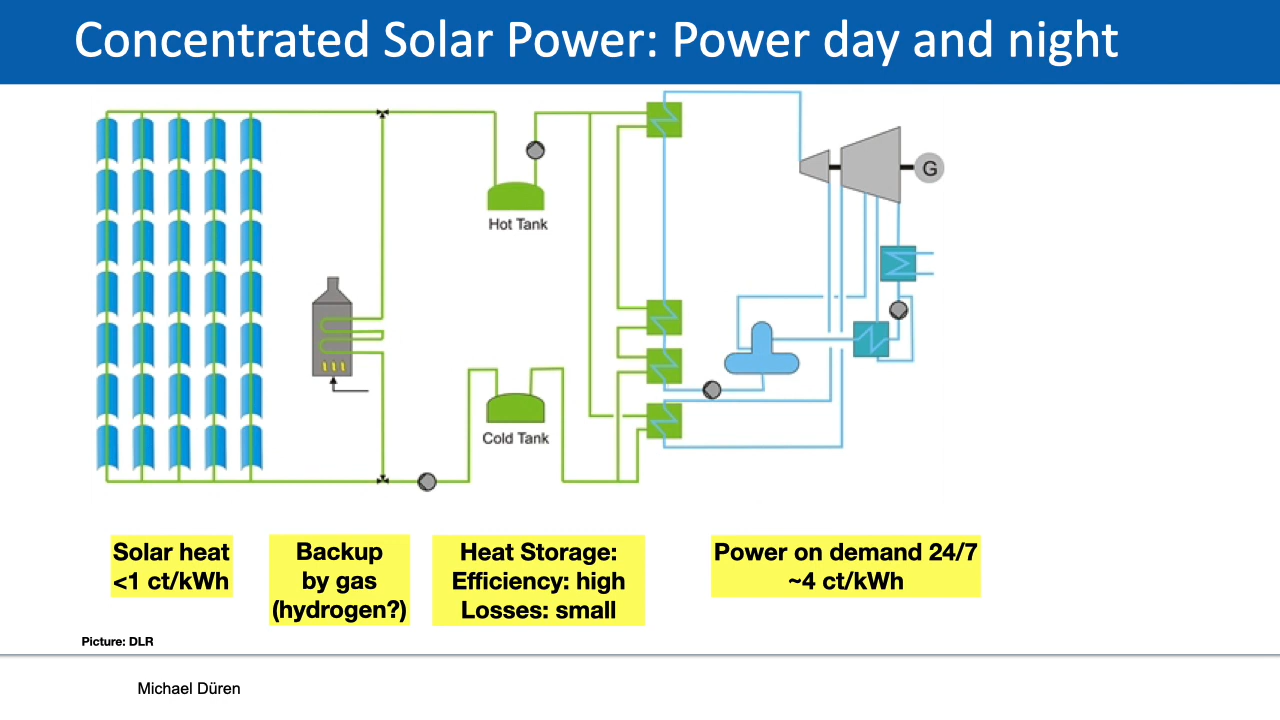 Concentrated Solar Power: Power day and night
G
Hot Tank
Cold Tank
Solar heat
<1 ct/kWh
Backup
by gas
(hydrogen?)
Heat Storage:
Efficiency: high
Losses: small
Power on demand 24/7
~4 ct/kWh
Picture: DLR
Michael Düren